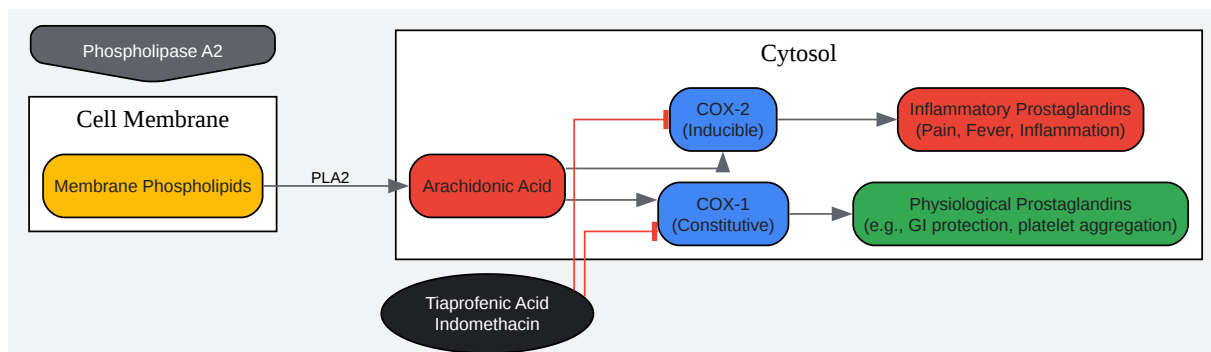 Phospholipase A2
Cell Membrane
Membrane Phospholipids
PLA2
Cytosol
Arachidonic Acid
COX-2
(Inducible)
Inflammatory Prostaglandins
(Pain, Fever, Inflammation)
COX-1
(Constitutive)
Physiological Prostaglandins
(e.g., GI protection, platelet aggregation)
Tiaprofenic Acid
Indomethacin